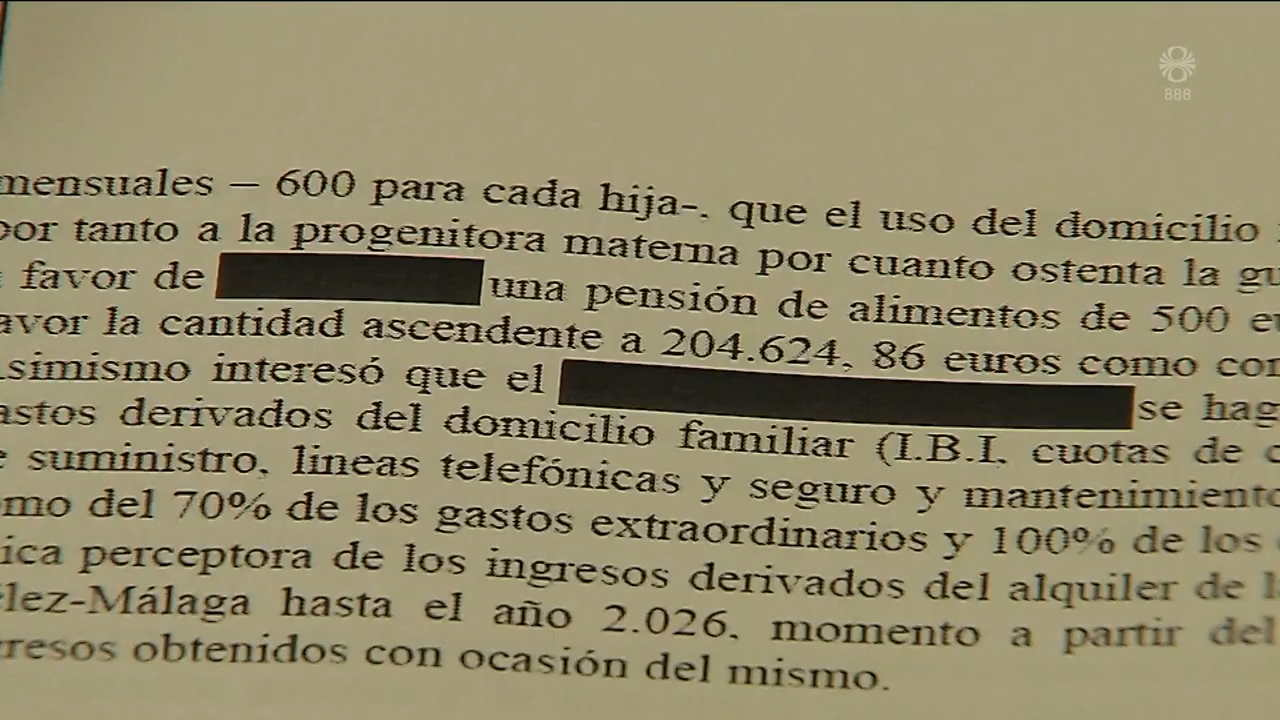 888
mensuales – 600 para cada hija-. que el uso del domicilio
por tanto a la progenitora materna por cuanto ostenta la gu
favor de una pensión de alimentos de 500 eu
avor la cantidad ascendente a 204.624, 86 euros como con
simismo interesó que el se hag
astos derivados del domicilio familiar (I.B.I. cuotas de c
e suministro, lineas telefónicas y seguro y mantenimiento
mo del 70% de los gastos extraordinarios y 100% de los
ica perceptora de los ingresos derivados del alquiler de l
élez-Málaga hasta el año 2.026, momento a partir del
resos obtenidos con ocasión del mismo.